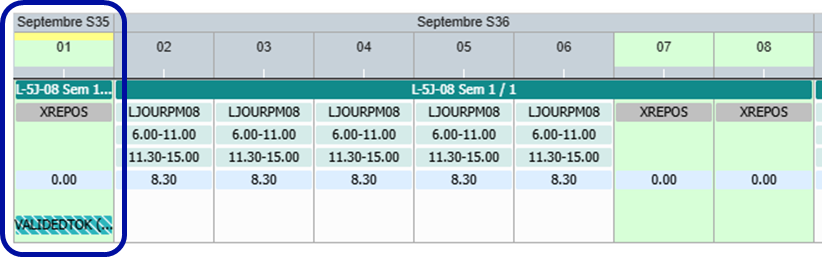 Septembre S35 Septembre S36
01 02 03 04 05 06 07 08
L-5J-08 Sem 1... L-5J-08 Sem 1 / 1
XREPOS LJOURPM08 LJOURPM08 LJOURPM08 LJOURPM08 LJOURPM08 XREPOS XREPOS
6.00-11.00 6.00-11.00 6.00-11.00 6.00-11.00 6.00-11.00
11.30-15.00 11.30-15.00 11.30-15.00 11.30-15.00 11.30-15.00
0.00 8.30 8.30 8.30 8.30 8.30 0.00 0.00
VALIDEDTOK (...